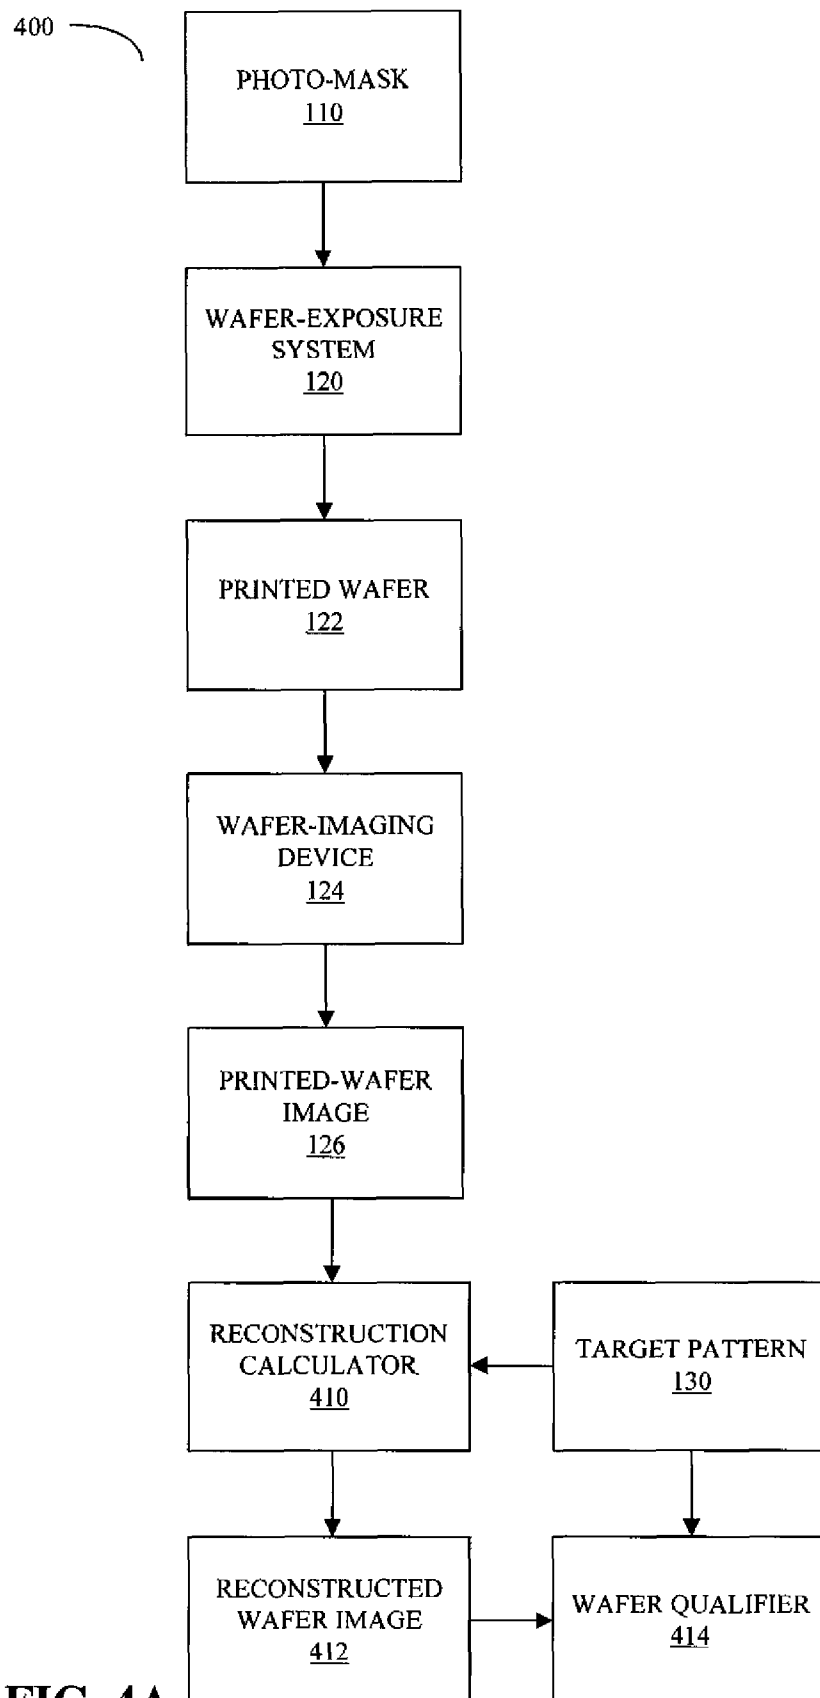 400
PHOTO-MASK
110
WAFER-EXPOSURE
SYSTEM
120
PRINTED WAFER
122
WAFER-IMAGING
DEVICE
124
PRINTED-WAFER
IMAGE
126
RECONSTRUCTION
CALCULATOR
410
TARGET PATTERN
130
RECONSTRUCTED
WAFER IMAGE
412
WAFER QUALIFIER
414
FIG. 4A